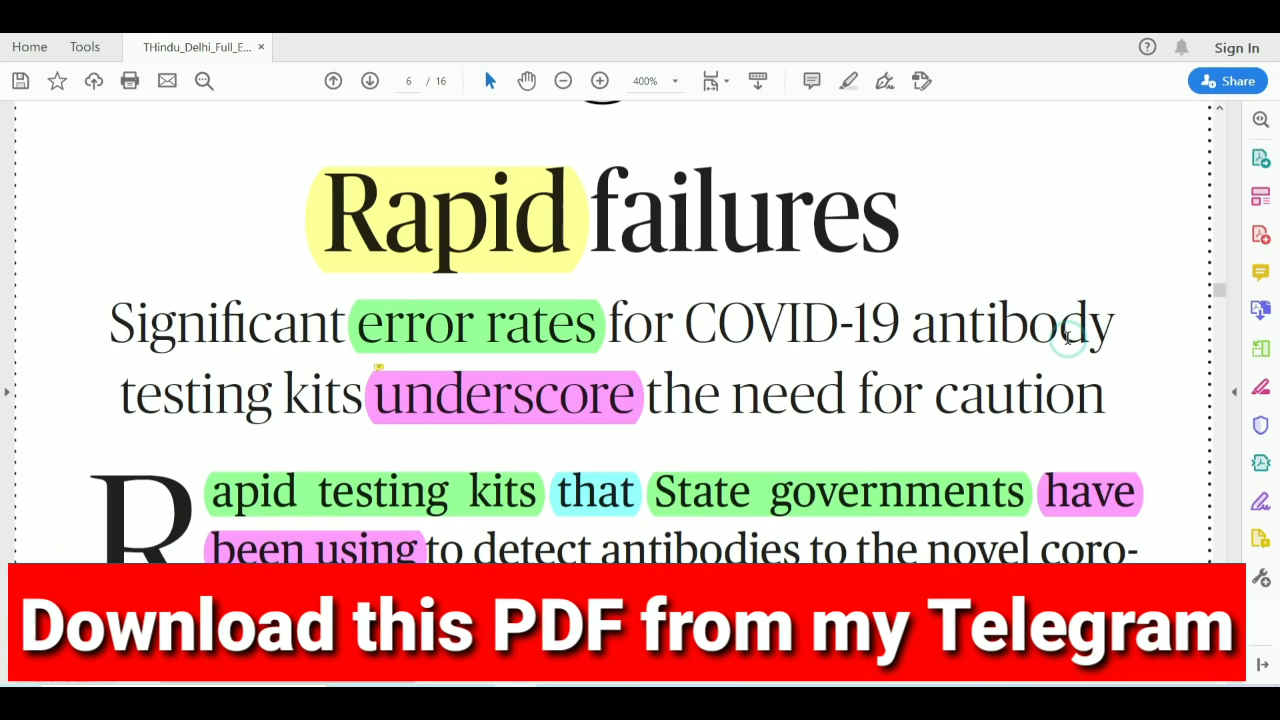 Home Tools THindu_Delhi_Full_E... × Sign In
6 / 16 400% Share
Rapid failures
Significant error rates for COVID-19 antibody
testing kits underscore the need for caution
Rapid testing kits that State governments have
been using to detect antibodies to the novel coro-
Download this PDF from my Telegram